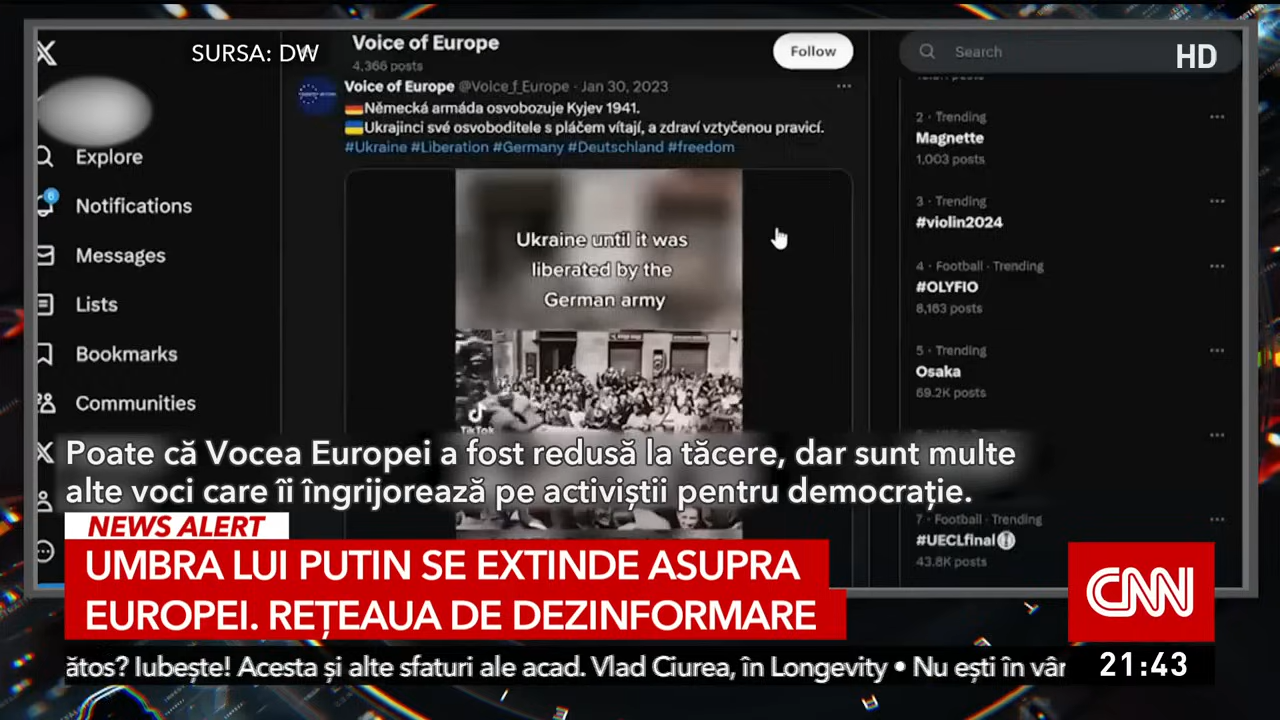 SURSA: DW
HD
Voice of Europe
4,366 posts
Follow
Search
Voice of Europe @Voice_f_Europe · Jan 30, 2023
Německá armáda osvobozuje Kyjev 1941.
Ukrajinci své osvoboditele s pláčem vítají, a zdraví vztyčenou pravicí.
#Ukraine #Liberation #Germany #Deutschland #freedom
Ukraine until it was
liberated by the
German army
TikTok
6
Explore
Notifications
Messages
Lists
Bookmarks
Communities
2 · Trending
Magnette
1,003 posts
3 · Trending
#violin2024
4 · Football · Trending
#OLYFIO
8,163 posts
5 · Trending
Osaka
69.2K posts
7 · Football · Trending
#UECLfinal
43.8K posts
Poate că Vocea Europei a fost redusă la tăcere, dar sunt multe
alte voci care îi îngrijorează pe activiștii pentru democrație.
NEWS ALERT
UMBRA LUI PUTIN SE EXTINDE ASUPRA
EUROPEI. REȚEAUA DE DEZINFORMARE
CNN
ătos? Iubește! Acesta și alte sfaturi ale acad. Vlad Ciurea, în Longevity • Nu ești în vâr
21:43